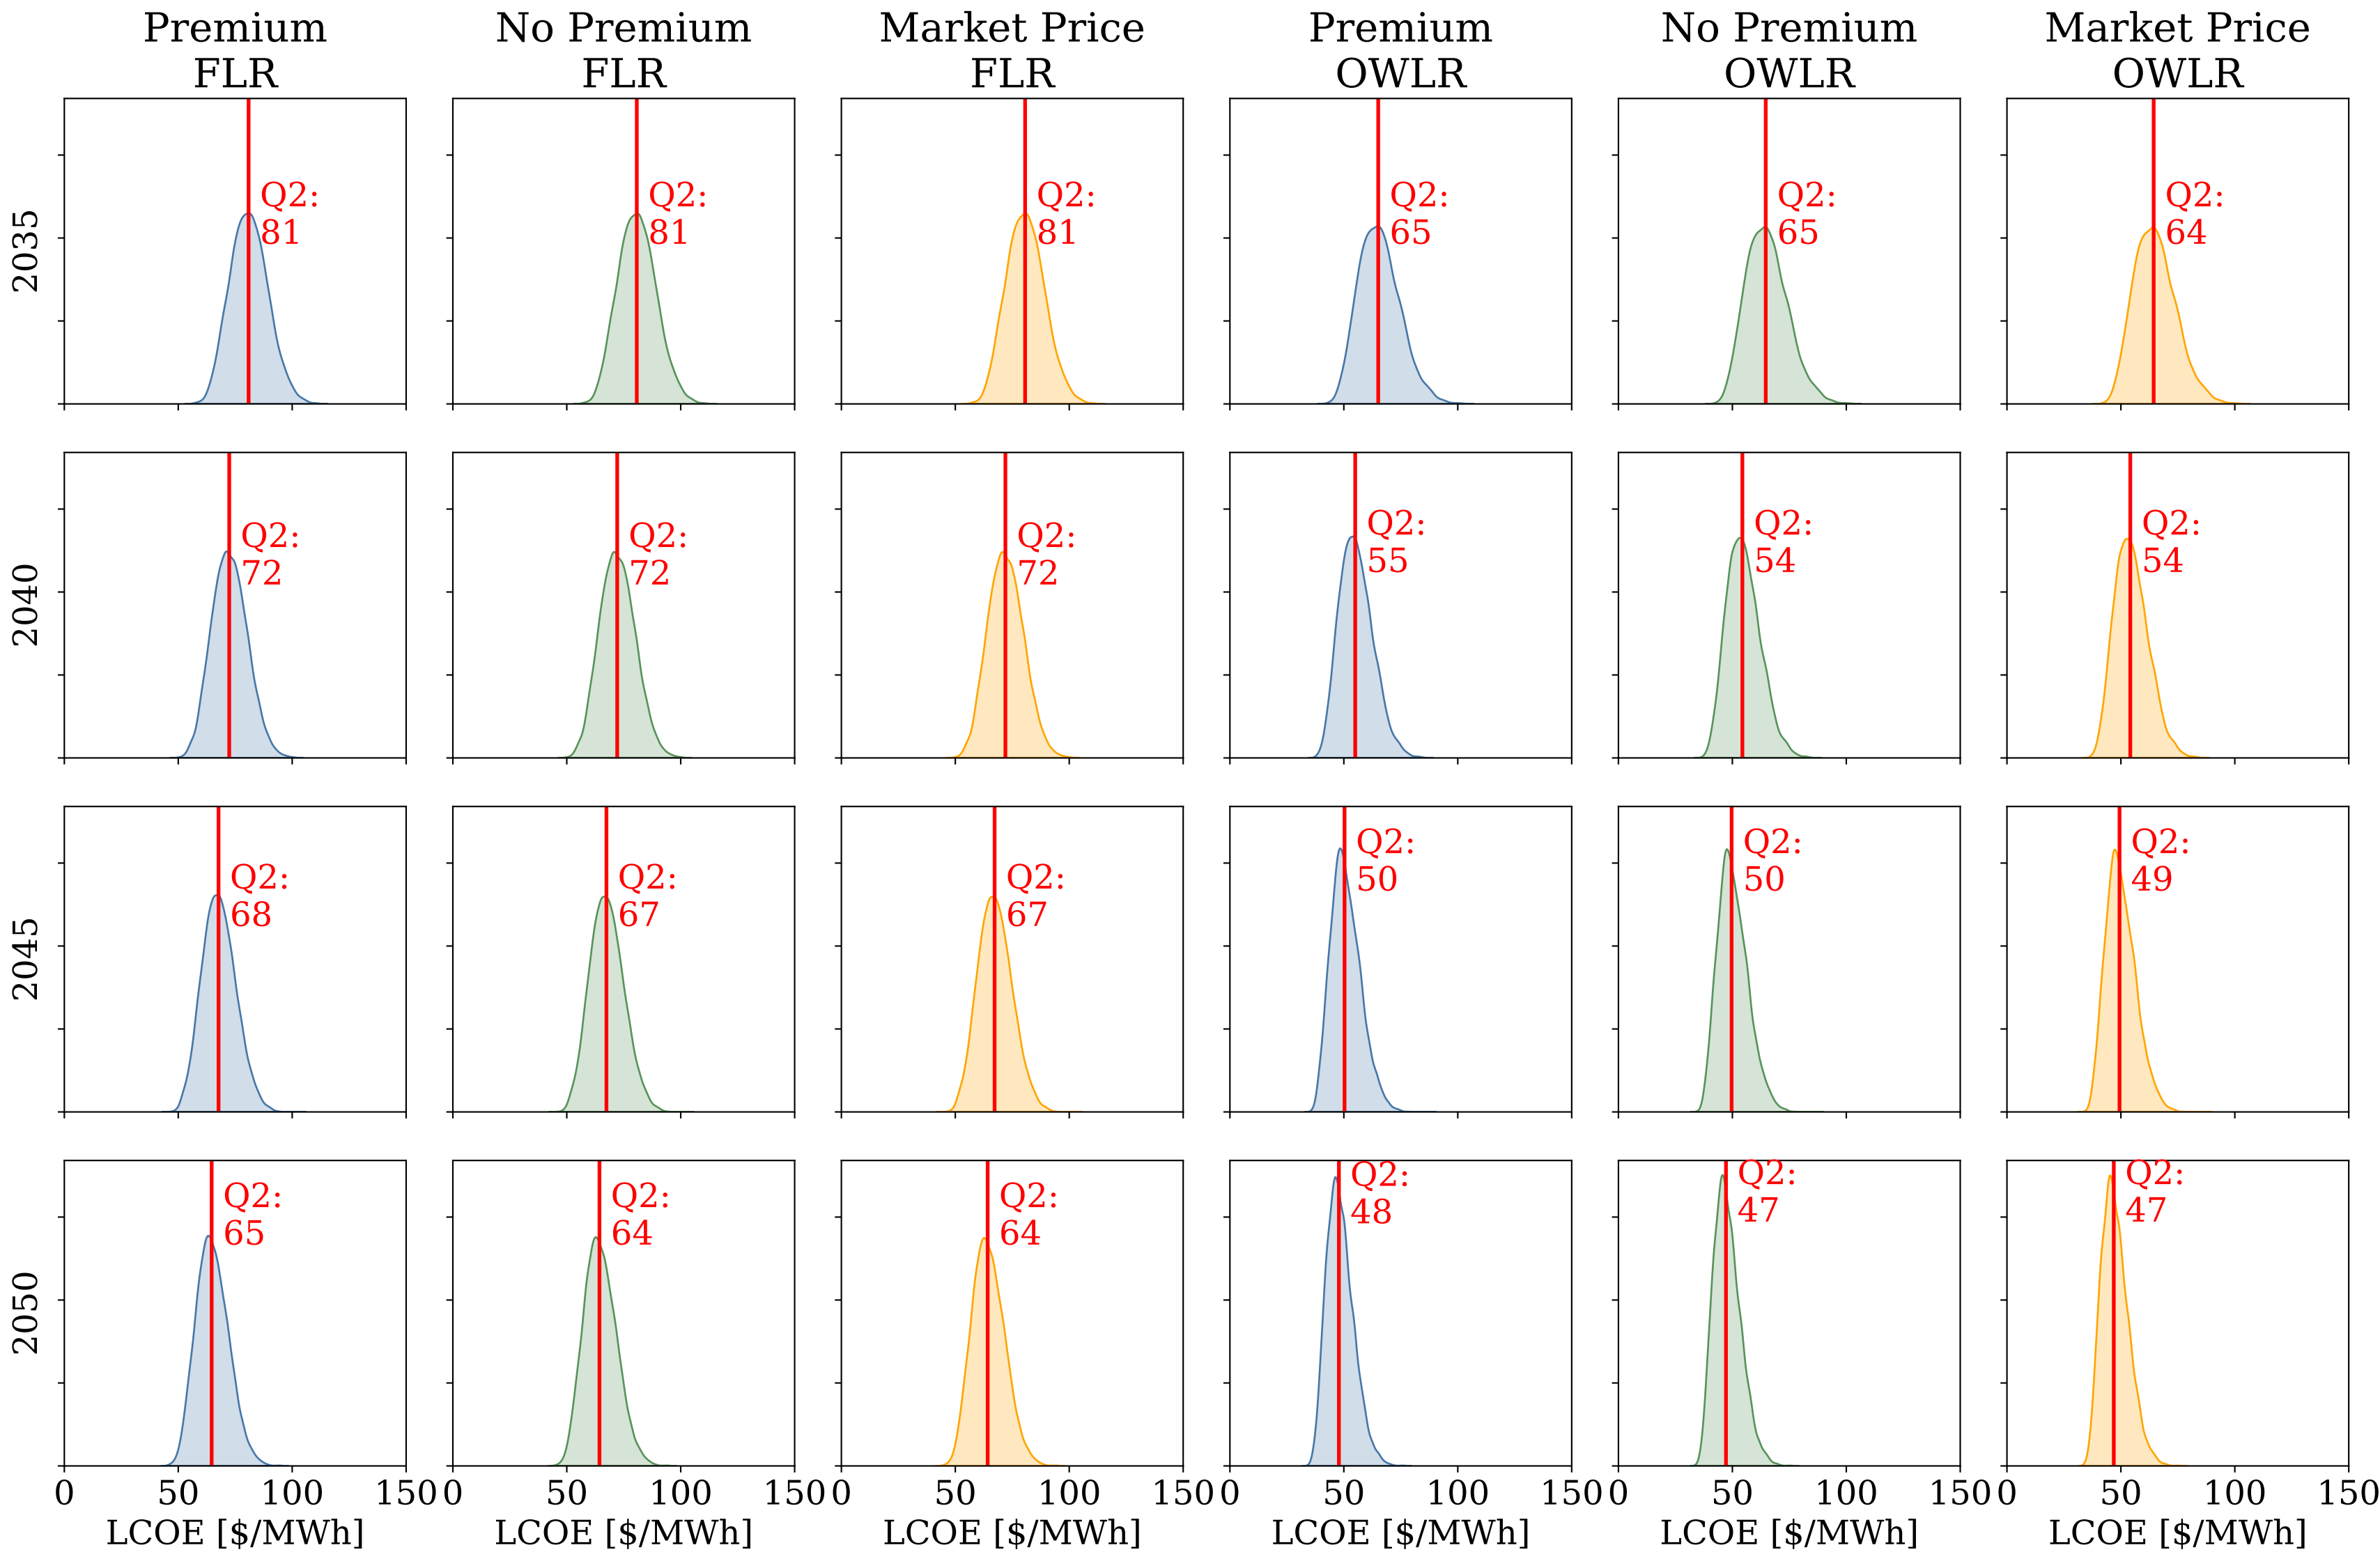 Premium
FLR
No Premium
FLR
Market Price
FLR
Premium
OWLR
No Premium
OWLR
Market Price
OWLR
2035
Q2:
81
Q2:
81
Q2:
81
Q2:
65
Q2:
65
Q2:
64
2040
Q2:
72
Q2:
72
Q2:
72
Q2:
55
Q2:
54
Q2:
54
2045
Q2:
68
Q2:
67
Q2:
67
Q2:
50
Q2:
50
Q2:
49
2050
Q2:
65
Q2:
64
Q2:
64
Q2:
48
Q2:
47
Q2:
47
0 50 100 150
0 50 100 150
0 50 100 150
0 50 100 150
0 50 100 150
0 50 100 150
LCOE [$/MWh]
LCOE [$/MWh]
LCOE [$/MWh]
LCOE [$/MWh]
LCOE [$/MWh]
LCOE [$/MWh]